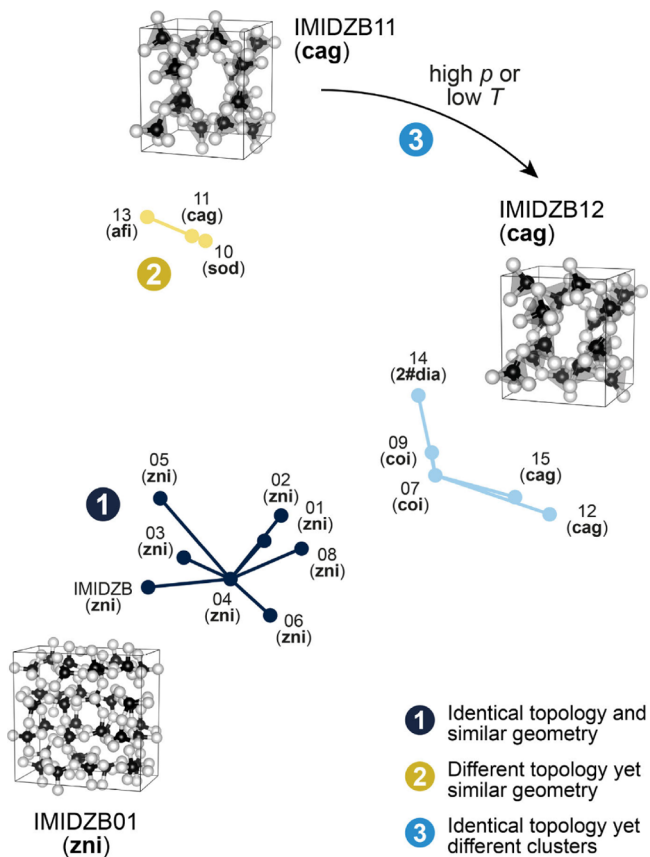 IMIDZB11
(cag)
high p or
low T
3
IMIDZB12
(cag)
13
(afi)
11
(cag)
10
(sod)
2
14
(2#dia)
09
(coi)
07
(coi)
15
(cag)
12
(cag)
1
05
(zni)
02
(zni)
01
(zni)
03
(zni)
08
(zni)
IMIDZB
(zni)
04
(zni)
06
(zni)
IMIDZB01
(zni)
1 Identical topology and
similar geometry
2 Different topology yet
similar geometry
3 Identical topology yet
different clusters